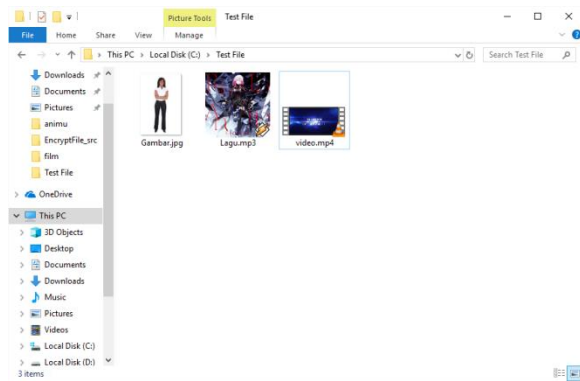 Picture Tools Test File
File Home Share View Manage
This PC > Local Disk (C:) > Test File
Search Test File
Downloads
Documents
Pictures
animu
EncryptFile_src
film
Test File
OneDrive
This PC
3D Objects
Desktop
Documents
Downloads
Music
Pictures
Videos
Local Disk (C:)
Local Disk (D:)
Gambar.jpg Lagu.mp3 video.mp4
3 items